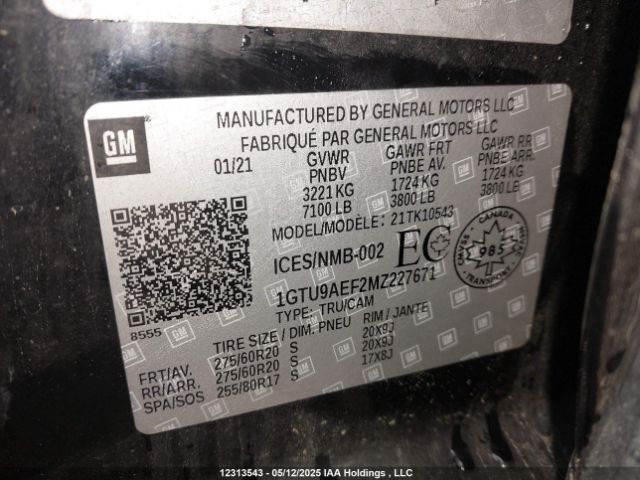 MANUFACTURED BY GENERAL MOTORS LLC
FABRIQUÉ PAR GENERAL MOTORS LLC
GM
01/21 GVWR GAWR FRT GAWR RR
PNBV PNBE AV. PNBE ARR.
3221 KG 1724 KG 1724 KG
7100 LB 3800 LB 3800 LB
MODEL/MODÈLE: 21TK10543
ICES/NMB-002 EC
CANADA 985
1GTU9AEF2MZ227671
TYPE: TRU/CAM
8555
TIRE SIZE / DIM. PNEU RIM / JANTE
FRT/AV. 275/60R20 S 20X9J
RR/ARR. 275/60R20 S 20X9J
SPA/SOS 255/80R17 S 17X8J
12313543 - 05/12/2025 IAA Holdings , LLC